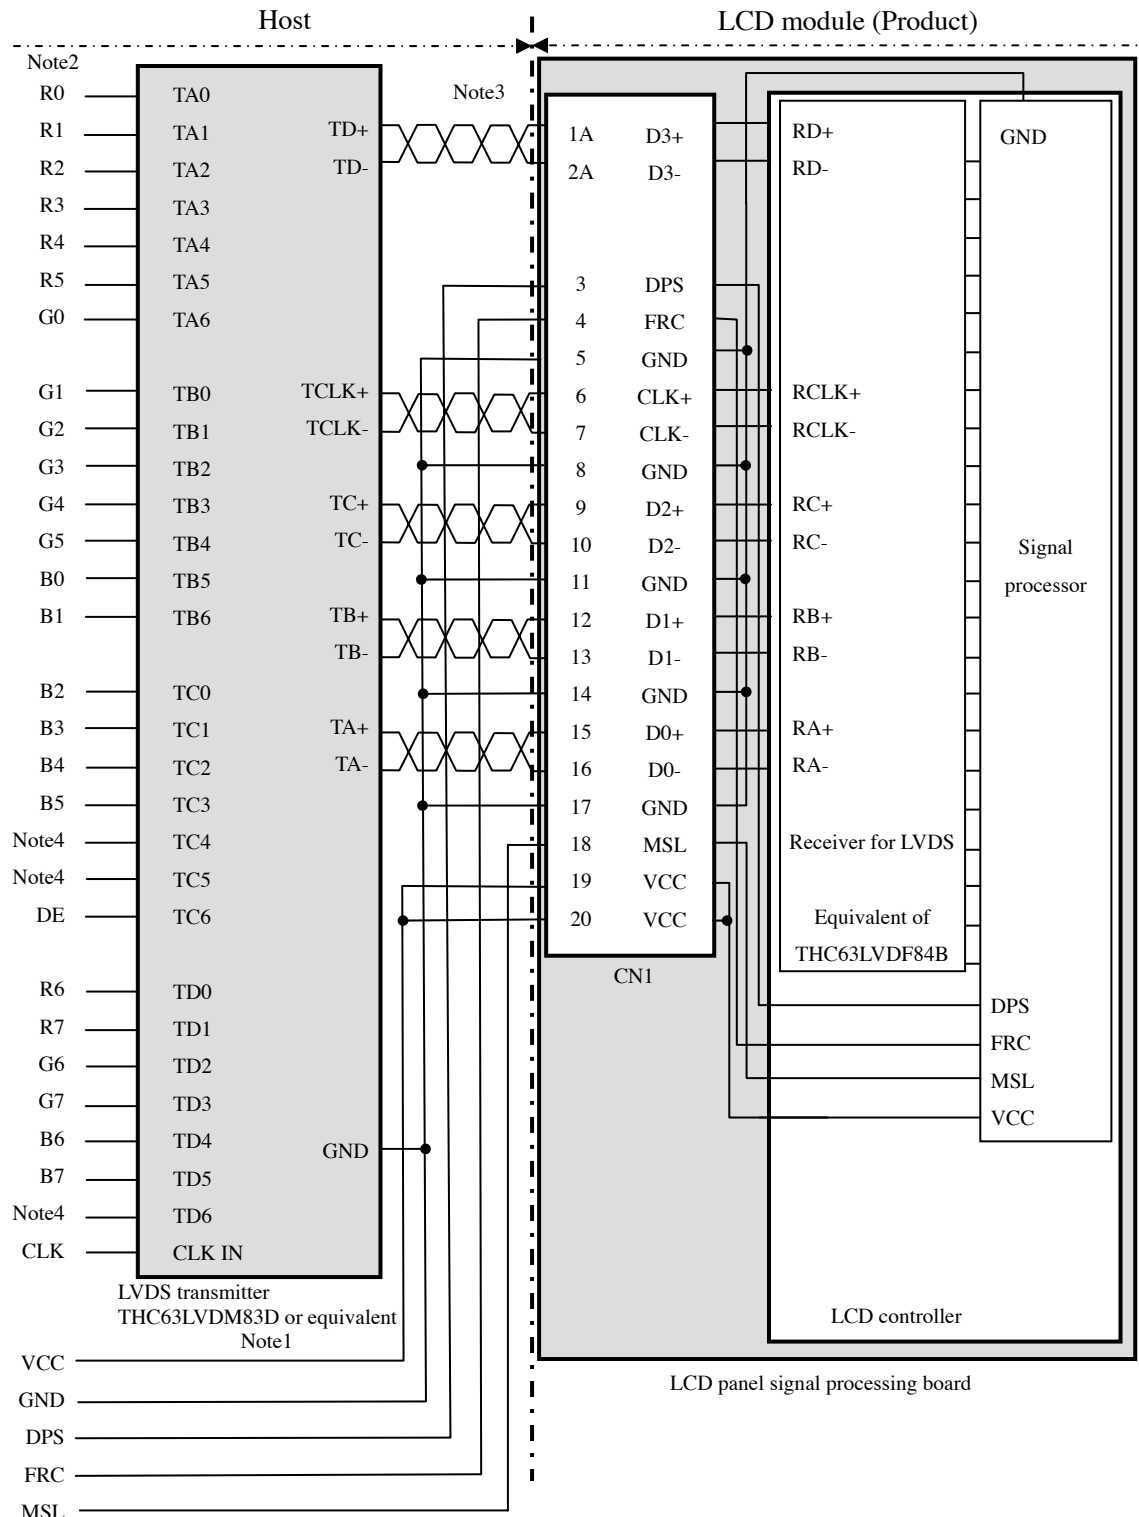 Host
LCD module (Product)
Note2
Note3
R0 TA0
R1 TA1 TD+
R2 TA2 TD-
R3 TA3
R4 TA4
R5 TA5
G0 TA6
G1 TB0 TCLK+
G2 TB1 TCLK-
G3 TB2
G4 TB3 TC+
G5 TB4 TC-
B0 TB5
B1 TB6 TB+
TB-
B2 TC0
B3 TC1 TA+
B4 TC2 TA-
B5 TC3
Note4 TC4
Note4 TC5
DE TC6
R6 TD0
R7 TD1
G6 TD2
G7 TD3
B6 TD4 GND
B7 TD5
Note4 TD6
CLK CLK IN
LVDS transmitter
THC63LVDM83D or equivalent
Note1
VCC
GND
DPS
FRC
MSL
1A D3+
2A D3-
3 DPS
4 FRC
5 GND
6 CLK+
7 CLK-
8 GND
9 D2+
10 D2-
11 GND
12 D1+
13 D1-
14 GND
15 D0+
16 D0-
17 GND
18 MSL
19 VCC
20 VCC
CN1
RD+
RD-
RCLK+
RCLK-
RC+
RC-
RB+
RB-
RA+
RA-
Receiver for LVDS
Equivalent of
THC63LVDF84B
GND
Signal
processor
DPS
FRC
MSL
VCC
LCD controller
LCD panel signal processing board